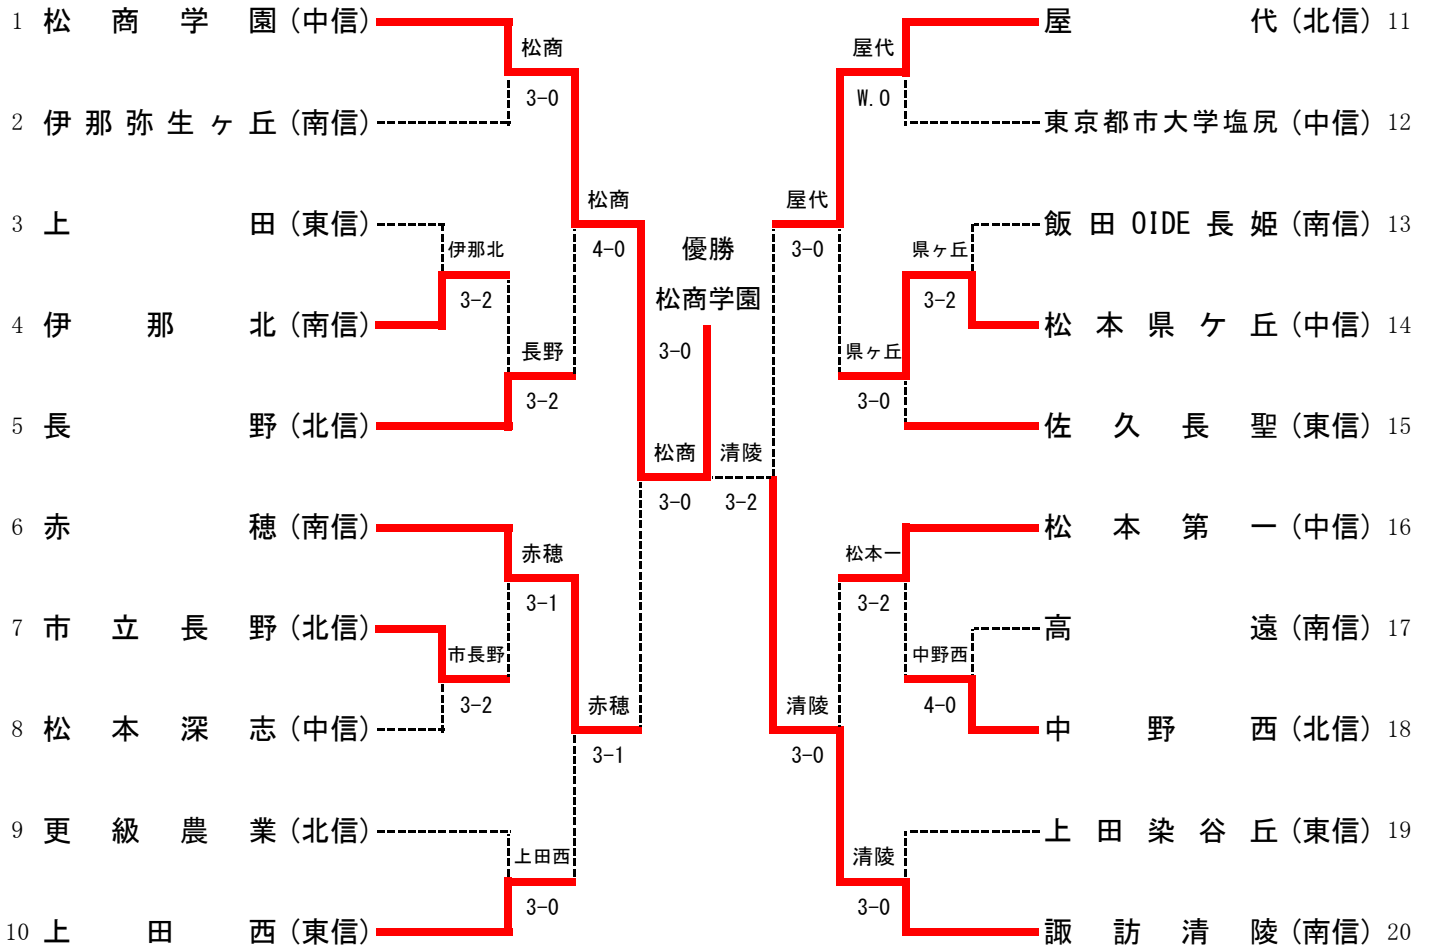 1 松商学園(中信)
2 伊那弥生ヶ丘(南信)
3 上田(東信)
4 伊那北(南信)
5 長野(北信)
6 赤穂(南信)
7 市立長野(北信)
8 松本深志(中信)
9 更級農業(北信)
10 上田西(東信)
松商
3-0
伊那北
3-2
長野
3-2
松商
4-0
赤穂
3-1
市長野
3-2
赤穂
3-1
上田西
3-0
優勝
松商学園
3-0
松商
3-0
清陵
3-2
屋代
W.0
屋代
3-0
県ヶ丘
3-2
県ヶ丘
3-0
松本一
3-2
中野西
4-0
清陵
3-0
清陵
3-0
屋代(北信) 11
東京都市大学塩尻(中信) 12
飯田OIDE長姫(南信) 13
松本県ケ丘(中信) 14
佐久長聖(東信) 15
松本第一(中信) 16
高遠(南信) 17
中野西(北信) 18
上田染谷丘(東信) 19
諏訪清陵(南信) 20